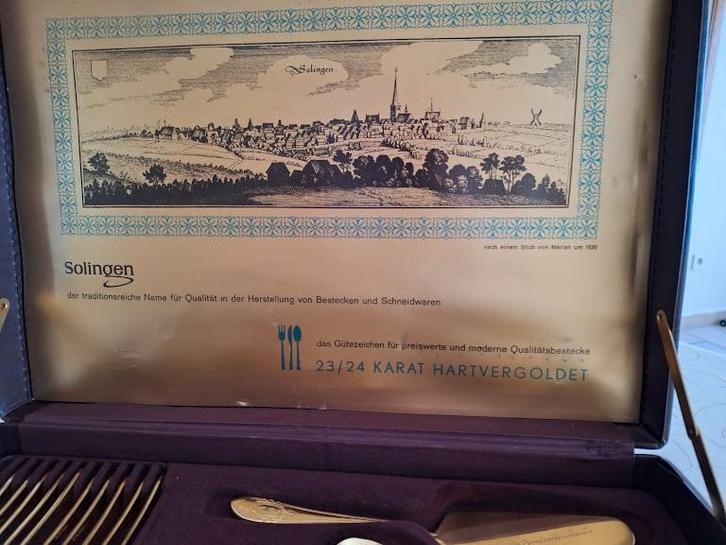 Solingen.
nach einem Stich von Merian um 1630
Solingen
der traditionsreiche Name für Qualität in der Herstellung von Bestecken und Schneidwaren
das Gütezeichen für preiswerte und moderne Qualitätsbestecke
23/24 KARAT HARTVERGOLDET